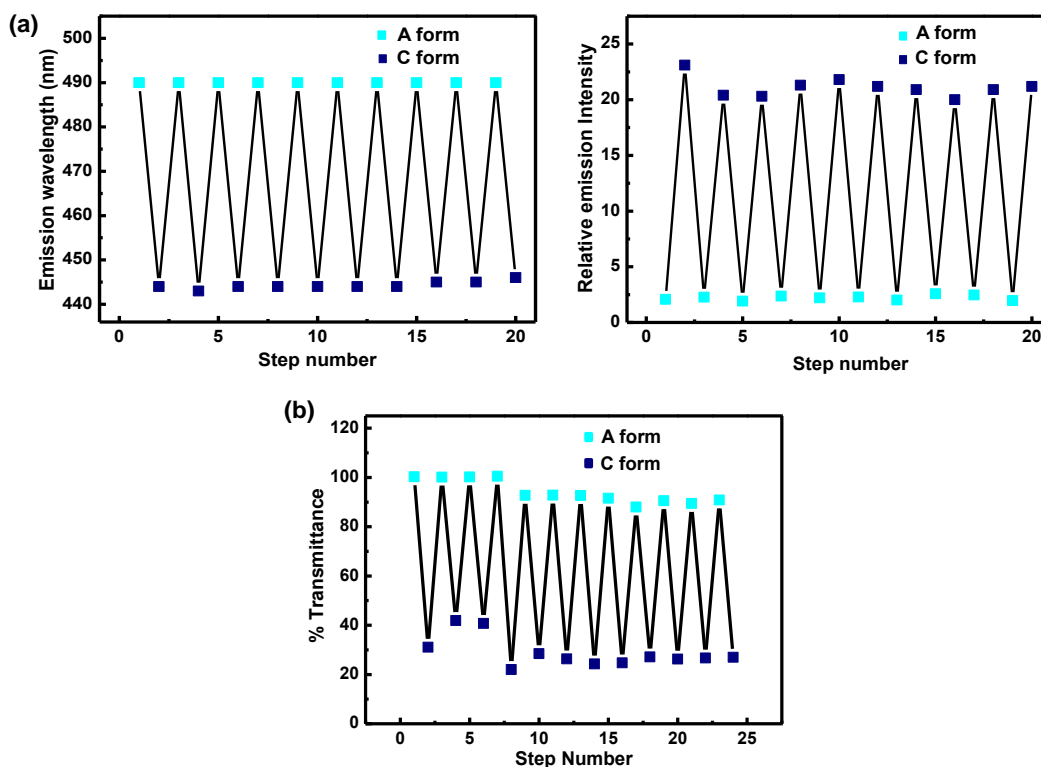 (a)
A form
C form
500
490
480
470
460
450
440
Emission wavelength (nm)
0 5 10 15 20
Step number
A form
C form
25
20
15
10
5
0
Relative emission Intensity
0 5 10 15 20
Step number
(b)
A form
C form
120
100
80
60
40
20
0
% Transmittance
0 5 10 15 20 25
Step Number